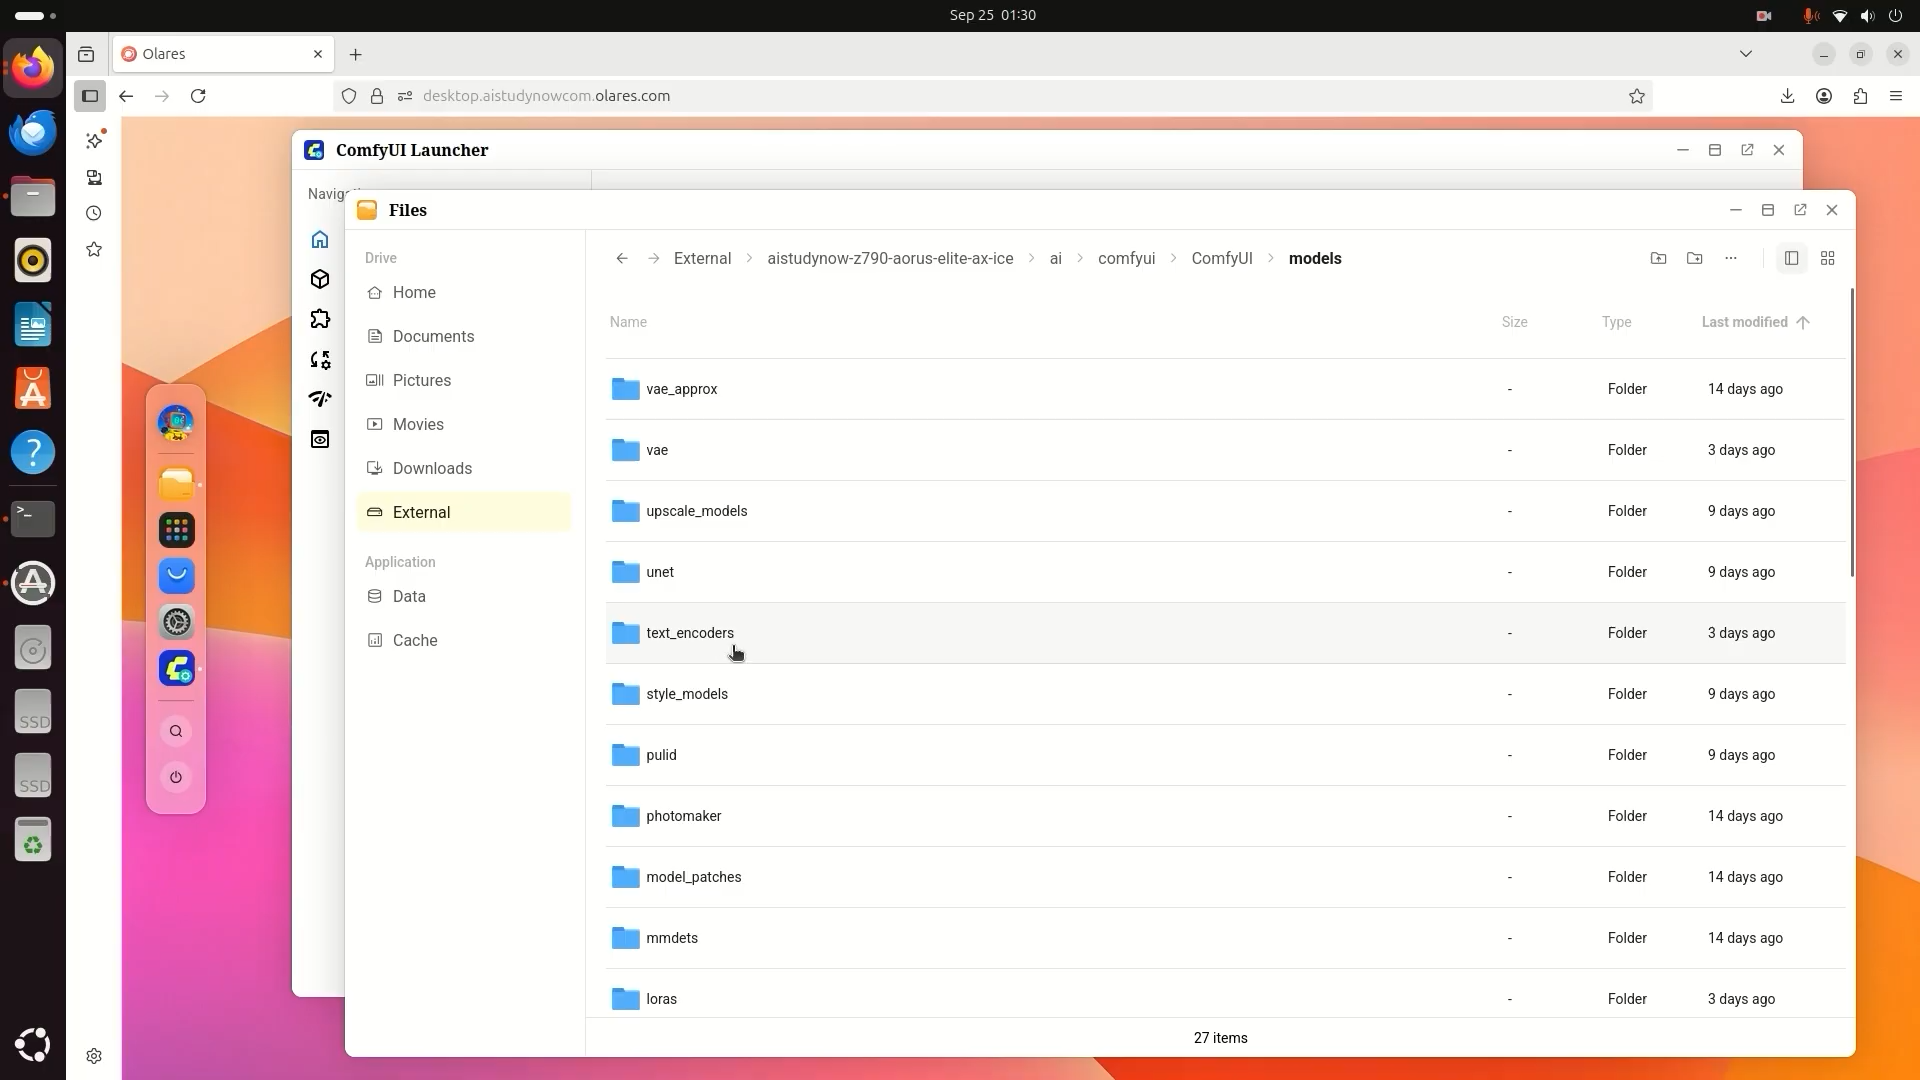 Sep 25 01:30
Olares
desktop.aistudynowcom.olares.com
ComfyUI Launcher
Files
Drive
Home
Documents
Pictures
Movies
Downloads
External
Application
Data
Cache
External > aistudynow-z790-aorus-elite-ax-ice > ai > comfyui > ComfyUI > models
Name Size Type Last modified
vae_approx - Folder 14 days ago
vae - Folder 3 days ago
upscale_models - Folder 9 days ago
unet - Folder 9 days ago
text_encoders - Folder 3 days ago
style_models - Folder 9 days ago
pulid - Folder 9 days ago
photomaker - Folder 14 days ago
model_patches - Folder 14 days ago
mmdets - Folder 14 days ago
loras - Folder 3 days ago
27 items
SSD
SSD